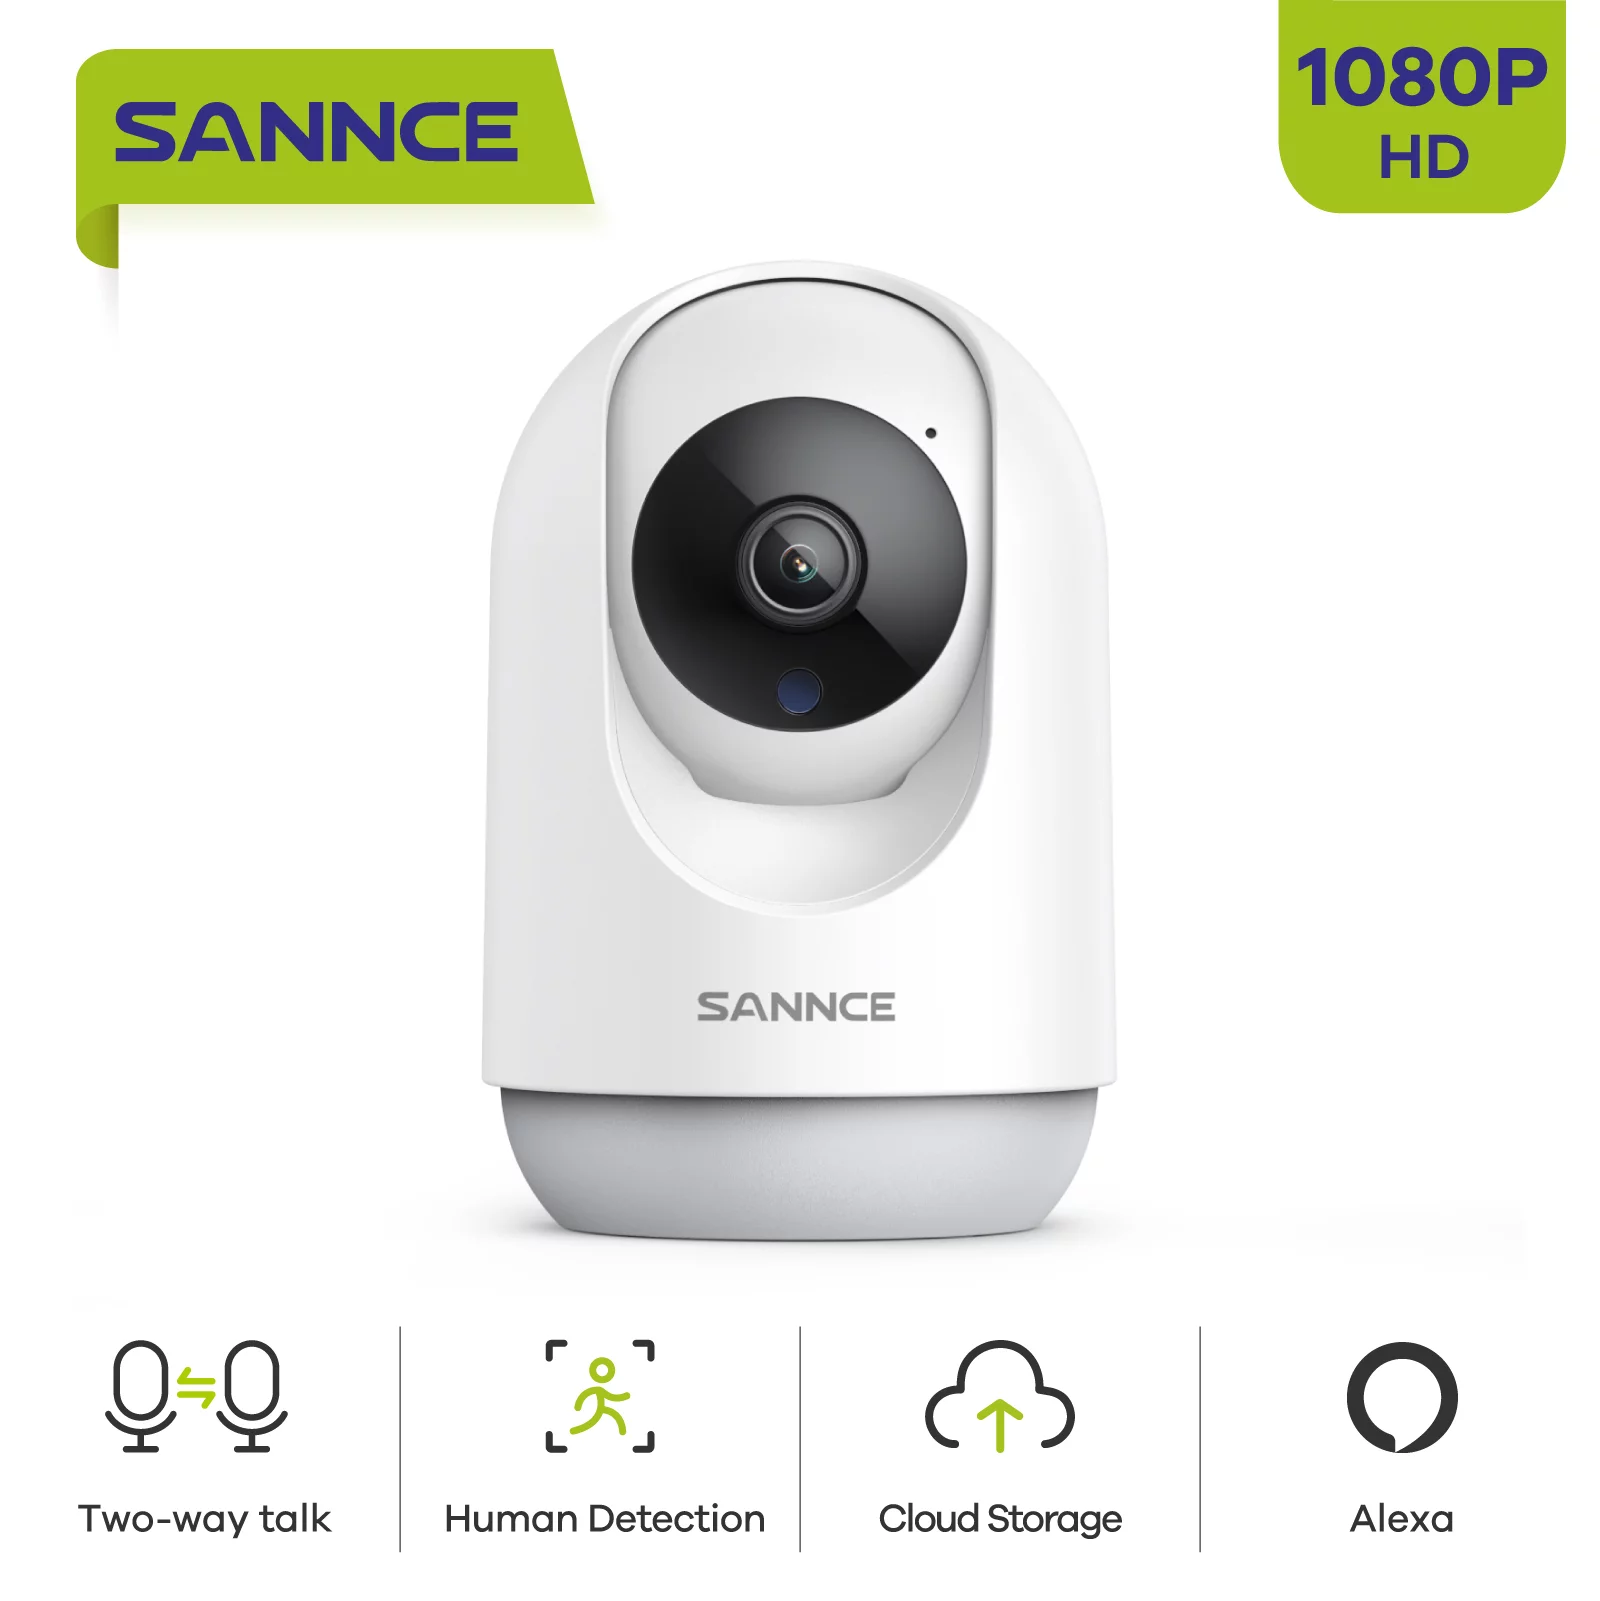 SANNCE
1080P
HD
SANNCE
Two-way talk
Human Detection
Cloud Storage
Alexa